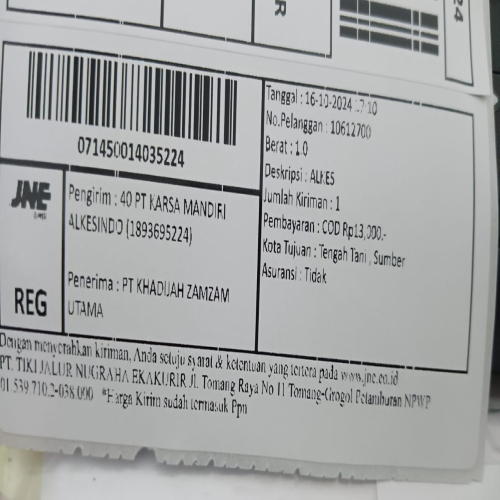 R
24
071450014035224
JNE
REG
Pengirim : 40 PT KARSA MANDIRI
ALKESINDO (1893695224)
Penerima : PT KHADIJAH ZAMZAM
UTAMA
Tanggal : 16-10-2024 17:10
No.Pelanggan : 10612700
Berat : 1.0
Deskripsi : ALKES
Jumlah Kiriman : 1
Pembayaran : COD Rp13,000.-
Kota Tujuan : Tengah Tani , Sumber
Asuransi : Tidak
Dengan menyerahkan kiriman, Anda setuju syarat & ketentuan yang tertera pada www.jne.co.id
PT. TIKI JALUR NUGRAHA EKAKURIR Jl. Tomang Raya No 11 Tomang-Grogol Petamburan NPWP
01.539.710.2-038.000 *Harga Kirim sudah termasuk Ppn